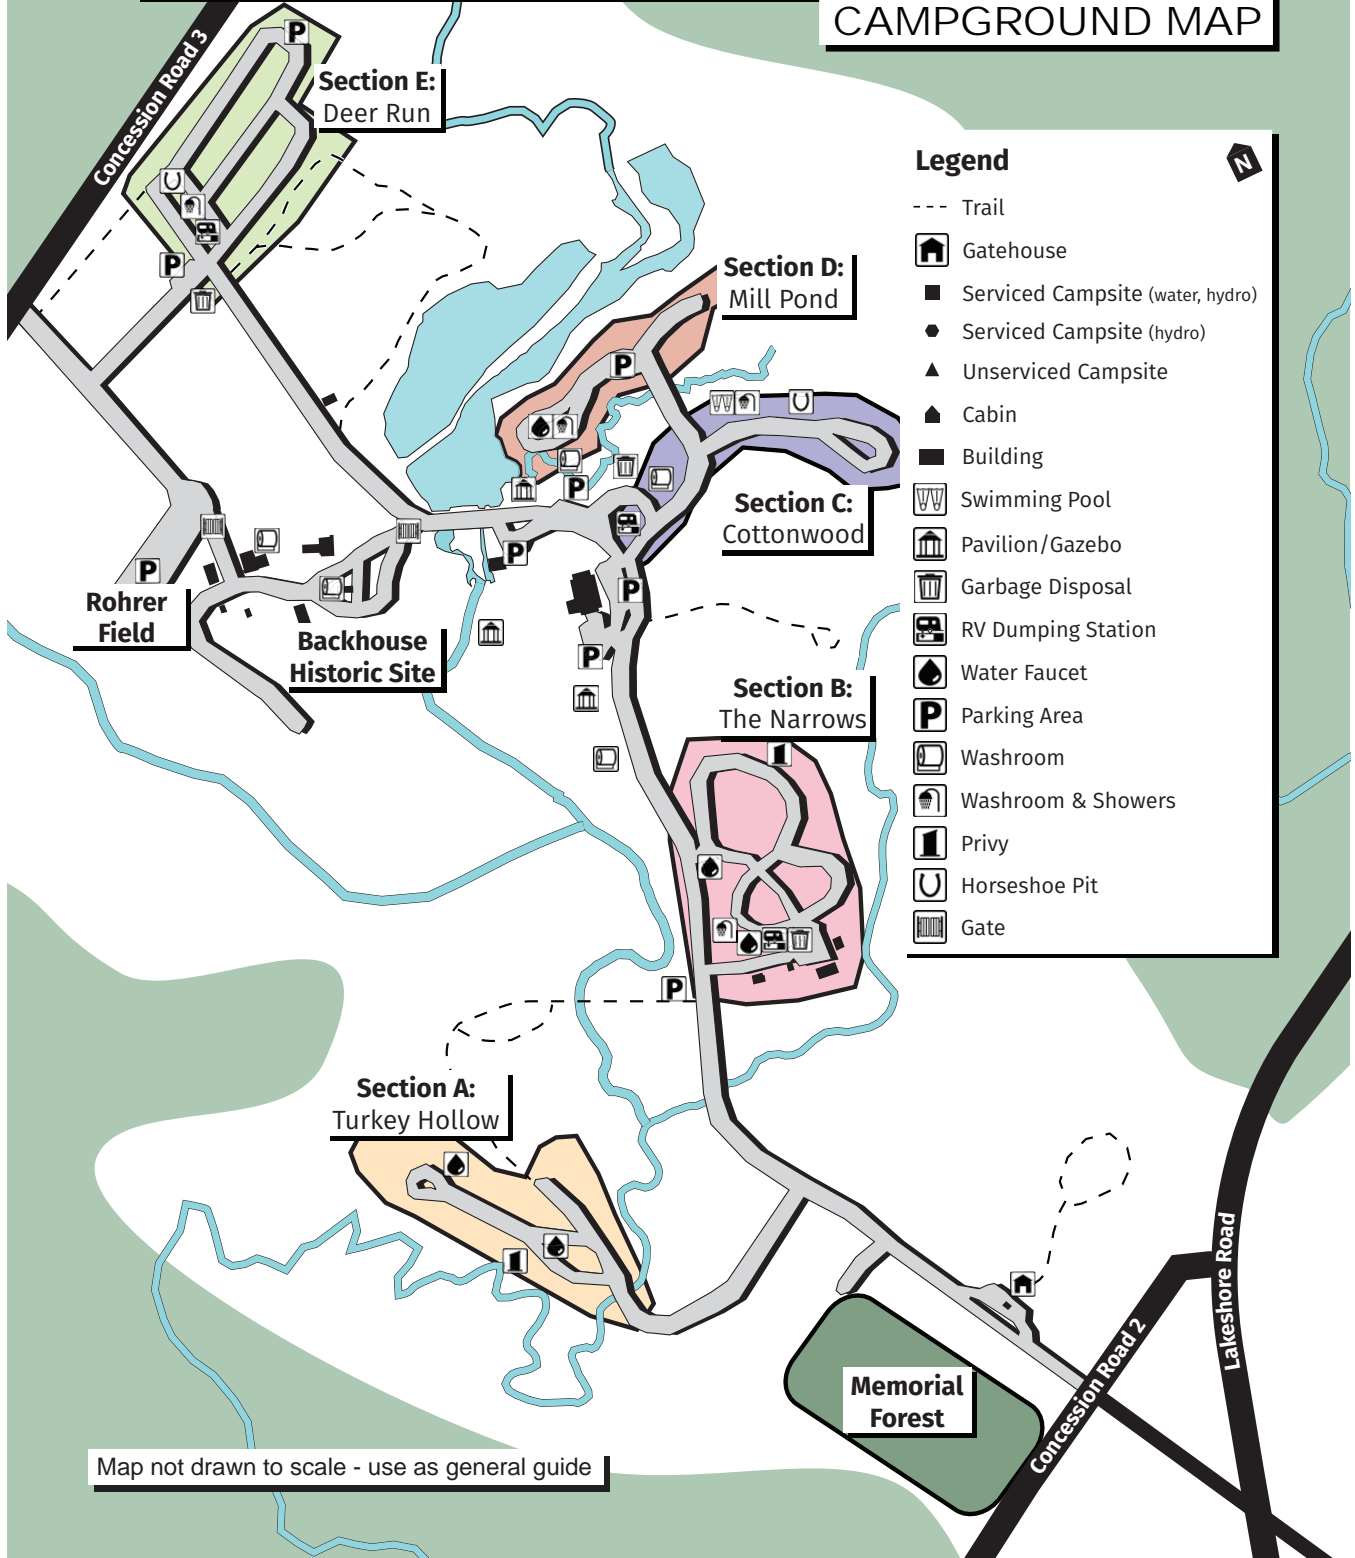 CAMPGROUND MAP
Concession Road 3
Section E:
Deer Run
Legend
N
Trail
Gatehouse
Serviced Campsite (water, hydro)
Serviced Campsite (hydro)
Unserviced Campsite
Cabin
Building
Swimming Pool
Pavilion/Gazebo
Garbage Disposal
RV Dumping Station
Water Faucet
P
Parking Area
Washroom
Washroom & Showers
Privy
Horseshoe Pit
Gate
P
P
Section D:
Mill Pond
P
P
Section C:
Cottonwood
P
P
P
Rohrer
Field
Backhouse
Historic Site
P
Section B:
The Narrows
P
Section A:
Turkey Hollow
Lakeshore Road
Concession Road 2
Memorial
Forest
Map not drawn to scale - use as general guide